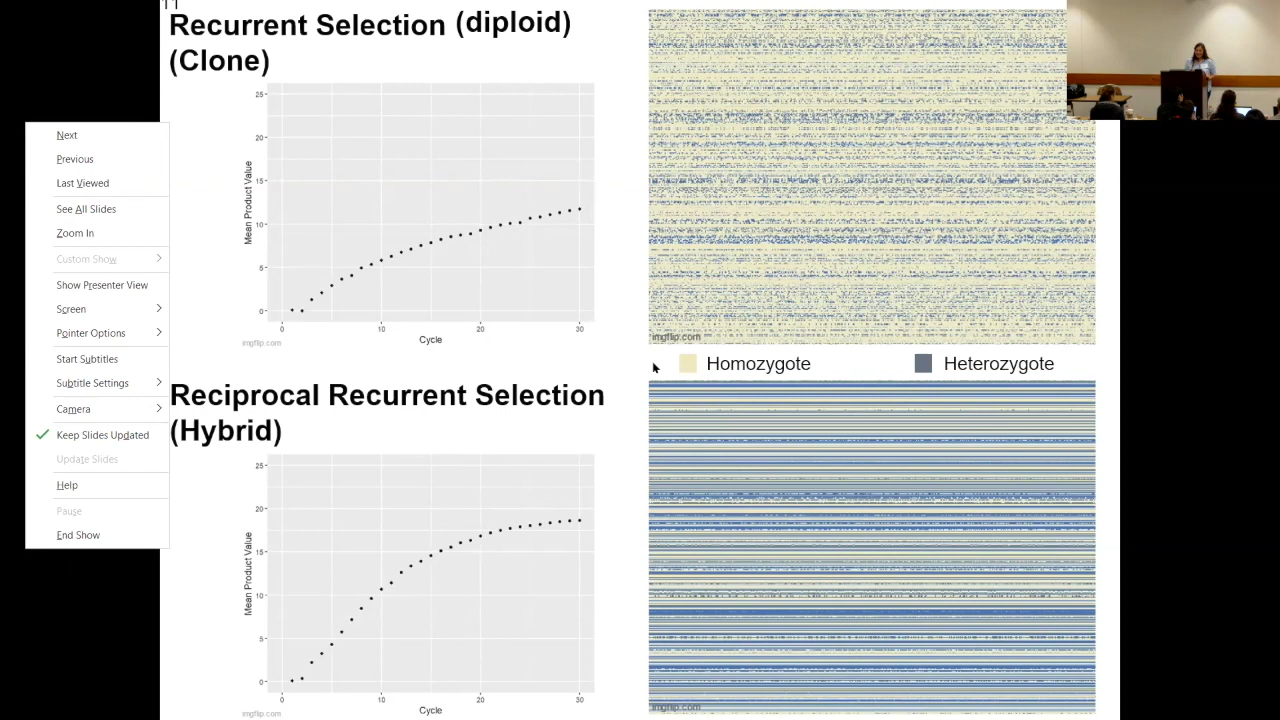 11
Recurrent Selection (diploid)
(Clone)
25
20
15
10
5
0
Mean Product Value
0
10
20
30
Cycle
imgflip.com
imgflip.com
Homozygote
Heterozygote
Next
Previous
Last Viewed
See All Slides
Zoom In
Custom Show
Show Presenter View
Screen
Pointer Options
Start Subtitles
Subtitle Settings
Camera
Keep Slides Updated
Update Slides
Help
Pause
End Show
Reciprocal Recurrent Selection
(Hybrid)
25
20
15
10
5
0
Mean Product Value
0
10
20
30
Cycle
imgflip.com
imgflip.com